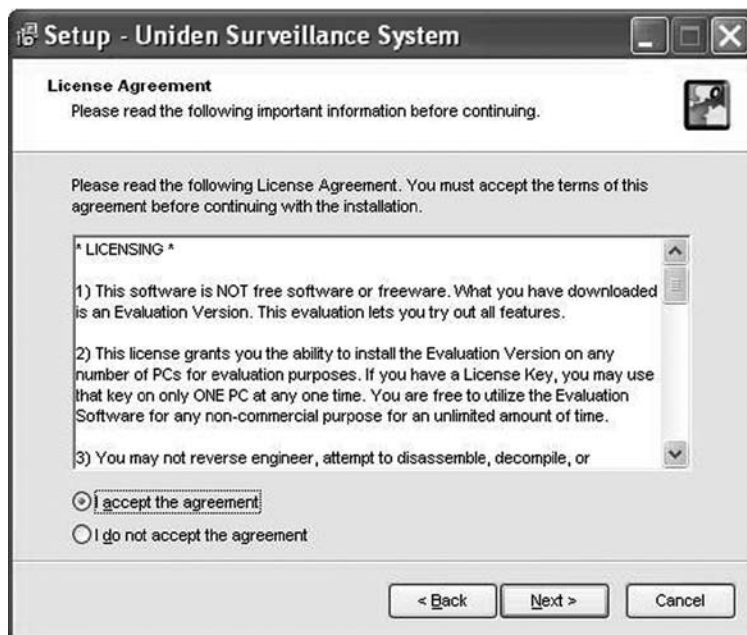 Setup - Uniden Surveillance System
License Agreement
Please read the following important information before continuing.
Please read the following License Agreement. You must accept the terms of this
agreement before continuing with the installation.
* LICENSING *
1) This software is NOT free software or freeware. What you have downloaded
is an Evaluation Version. This evaluation lets you try out all features.
2) This license grants you the ability to install the Evaluation Version on any
number of PCs for evaluation purposes. If you have a License Key, you may use
that key on only ONE PC at any one time. You are free to utilize the Evaluation
Software for any non-commercial purpose for an unlimited amount of time.
3) You may not reverse engineer, attempt to disassemble, decompile, or
I accept the agreement
I do not accept the agreement
< Back
Next >
Cancel